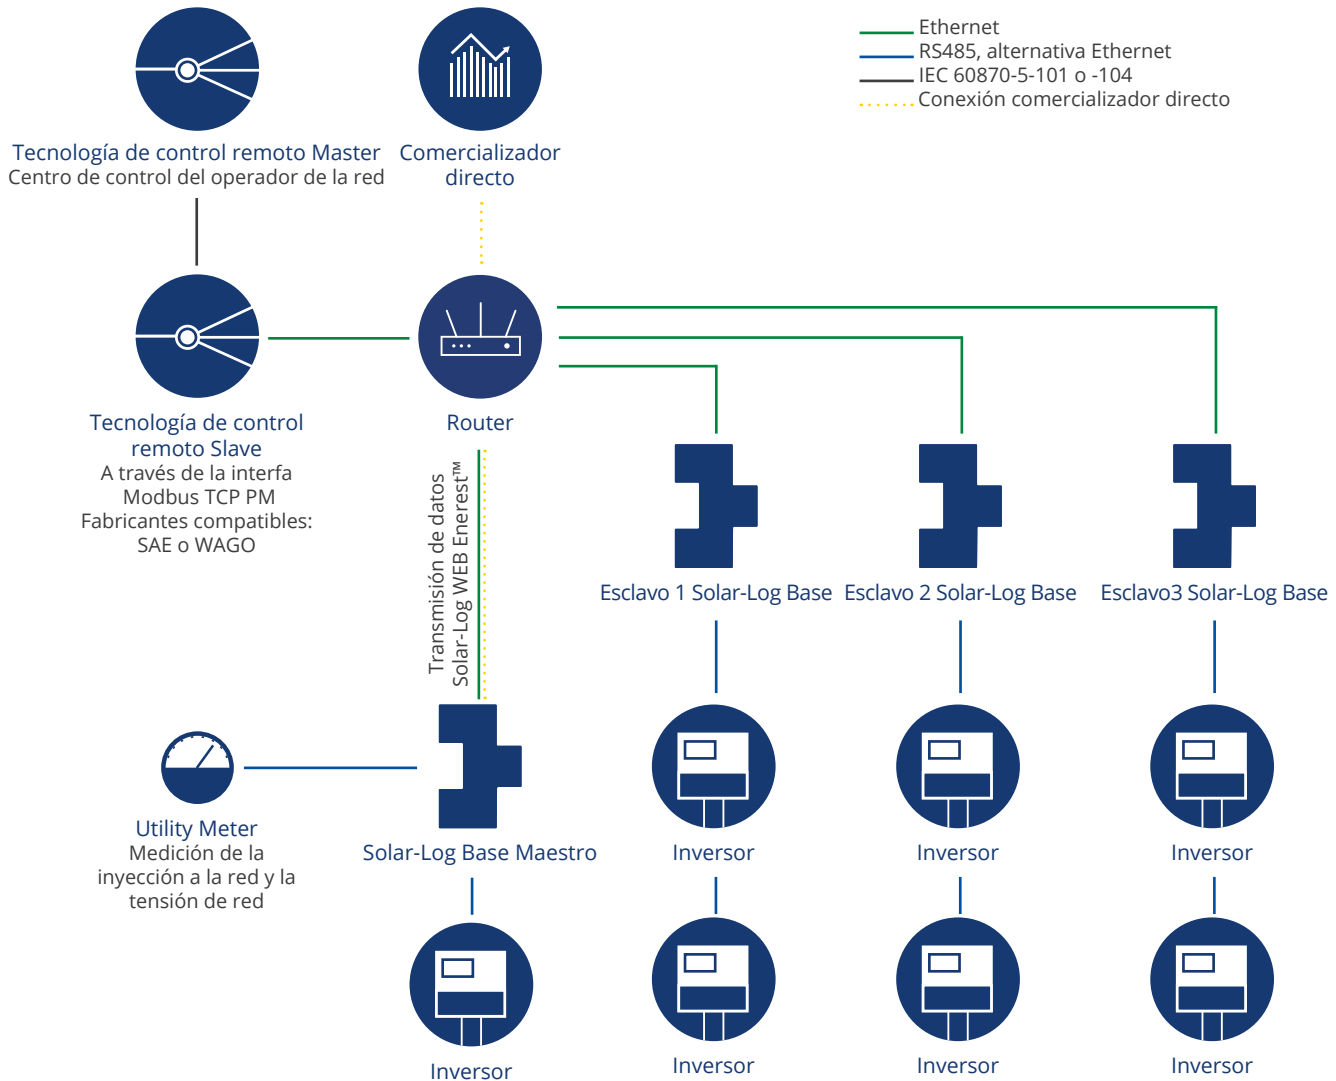 Ethernet
RS485, alternativa Ethernet
IEC 60870-5-101 o -104
Conexión comercializador directo
Tecnología de control remoto Master
Centro de control del operador de la red
Comercializador
directo
Tecnología de control
remoto Slave
A través de la interfa
Modbus TCP PM
Fabricantes compatibles:
SAE o WAGO
Router
Transmisión de datos
Solar-Log WEB Enerest™
Esclavo 1 Solar-Log Base
Esclavo 2 Solar-Log Base
Esclavo3 Solar-Log Base
Utility Meter
Medición de la
inyección a la red y la
tensión de red
Solar-Log Base Maestro
Inversor
Inversor
Inversor
Inversor
Inversor
Inversor
Inversor